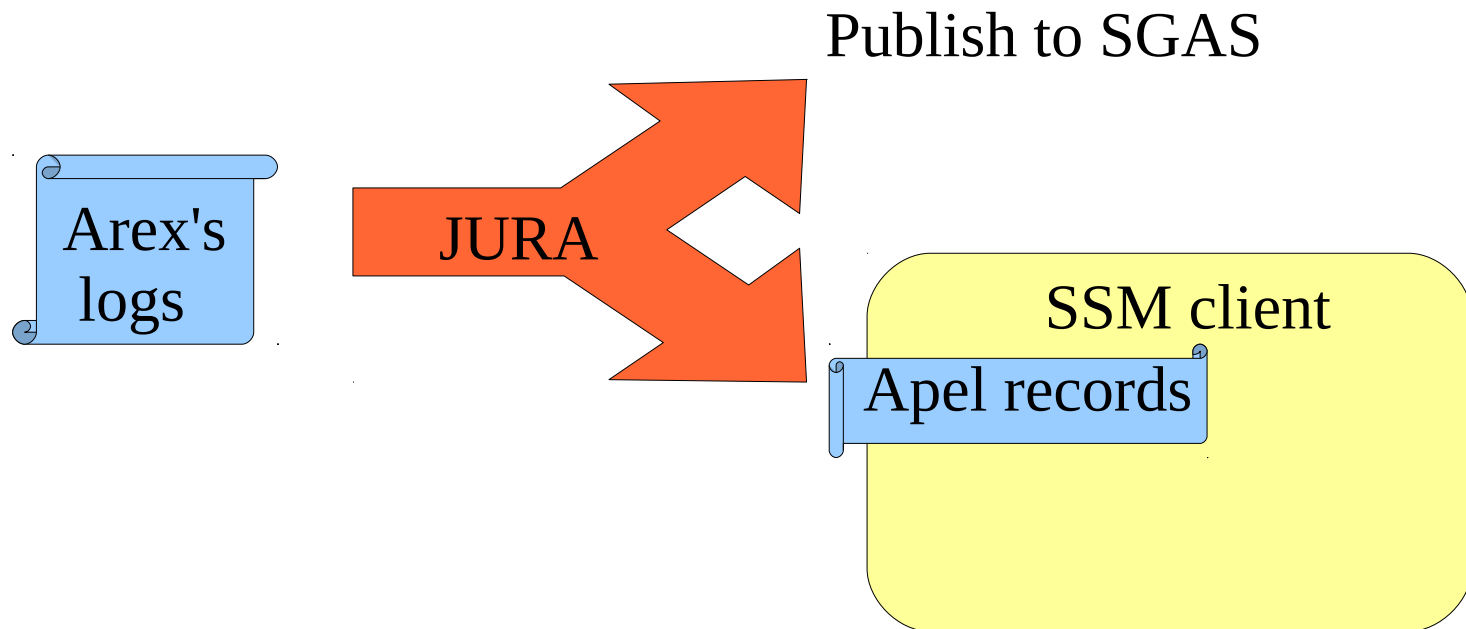 Publish to SGAS
Arex's
logs
JURA
SSM client
Apel records